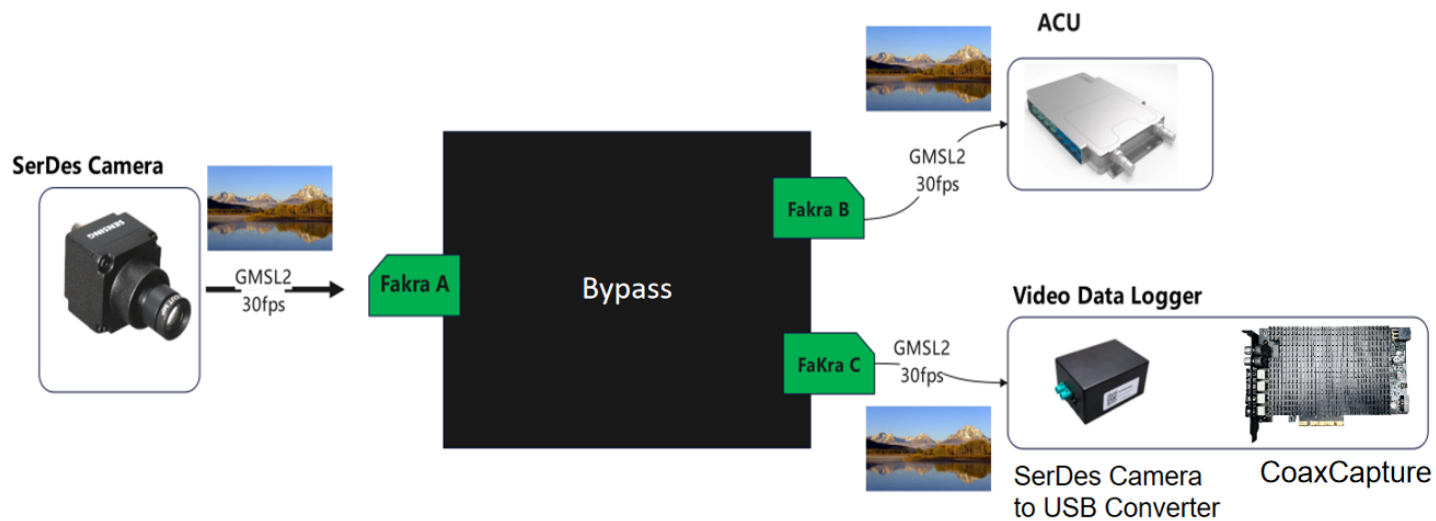 ACU
SerDes Camera
GMSL2
30fps
Fakra A
Bypass
Fakra B
GMSL2
30fps
FaKra C
GMSL2
30fps
Video Data Logger
SENSING
SerDes Camera
to USB Converter
CoaxCapture